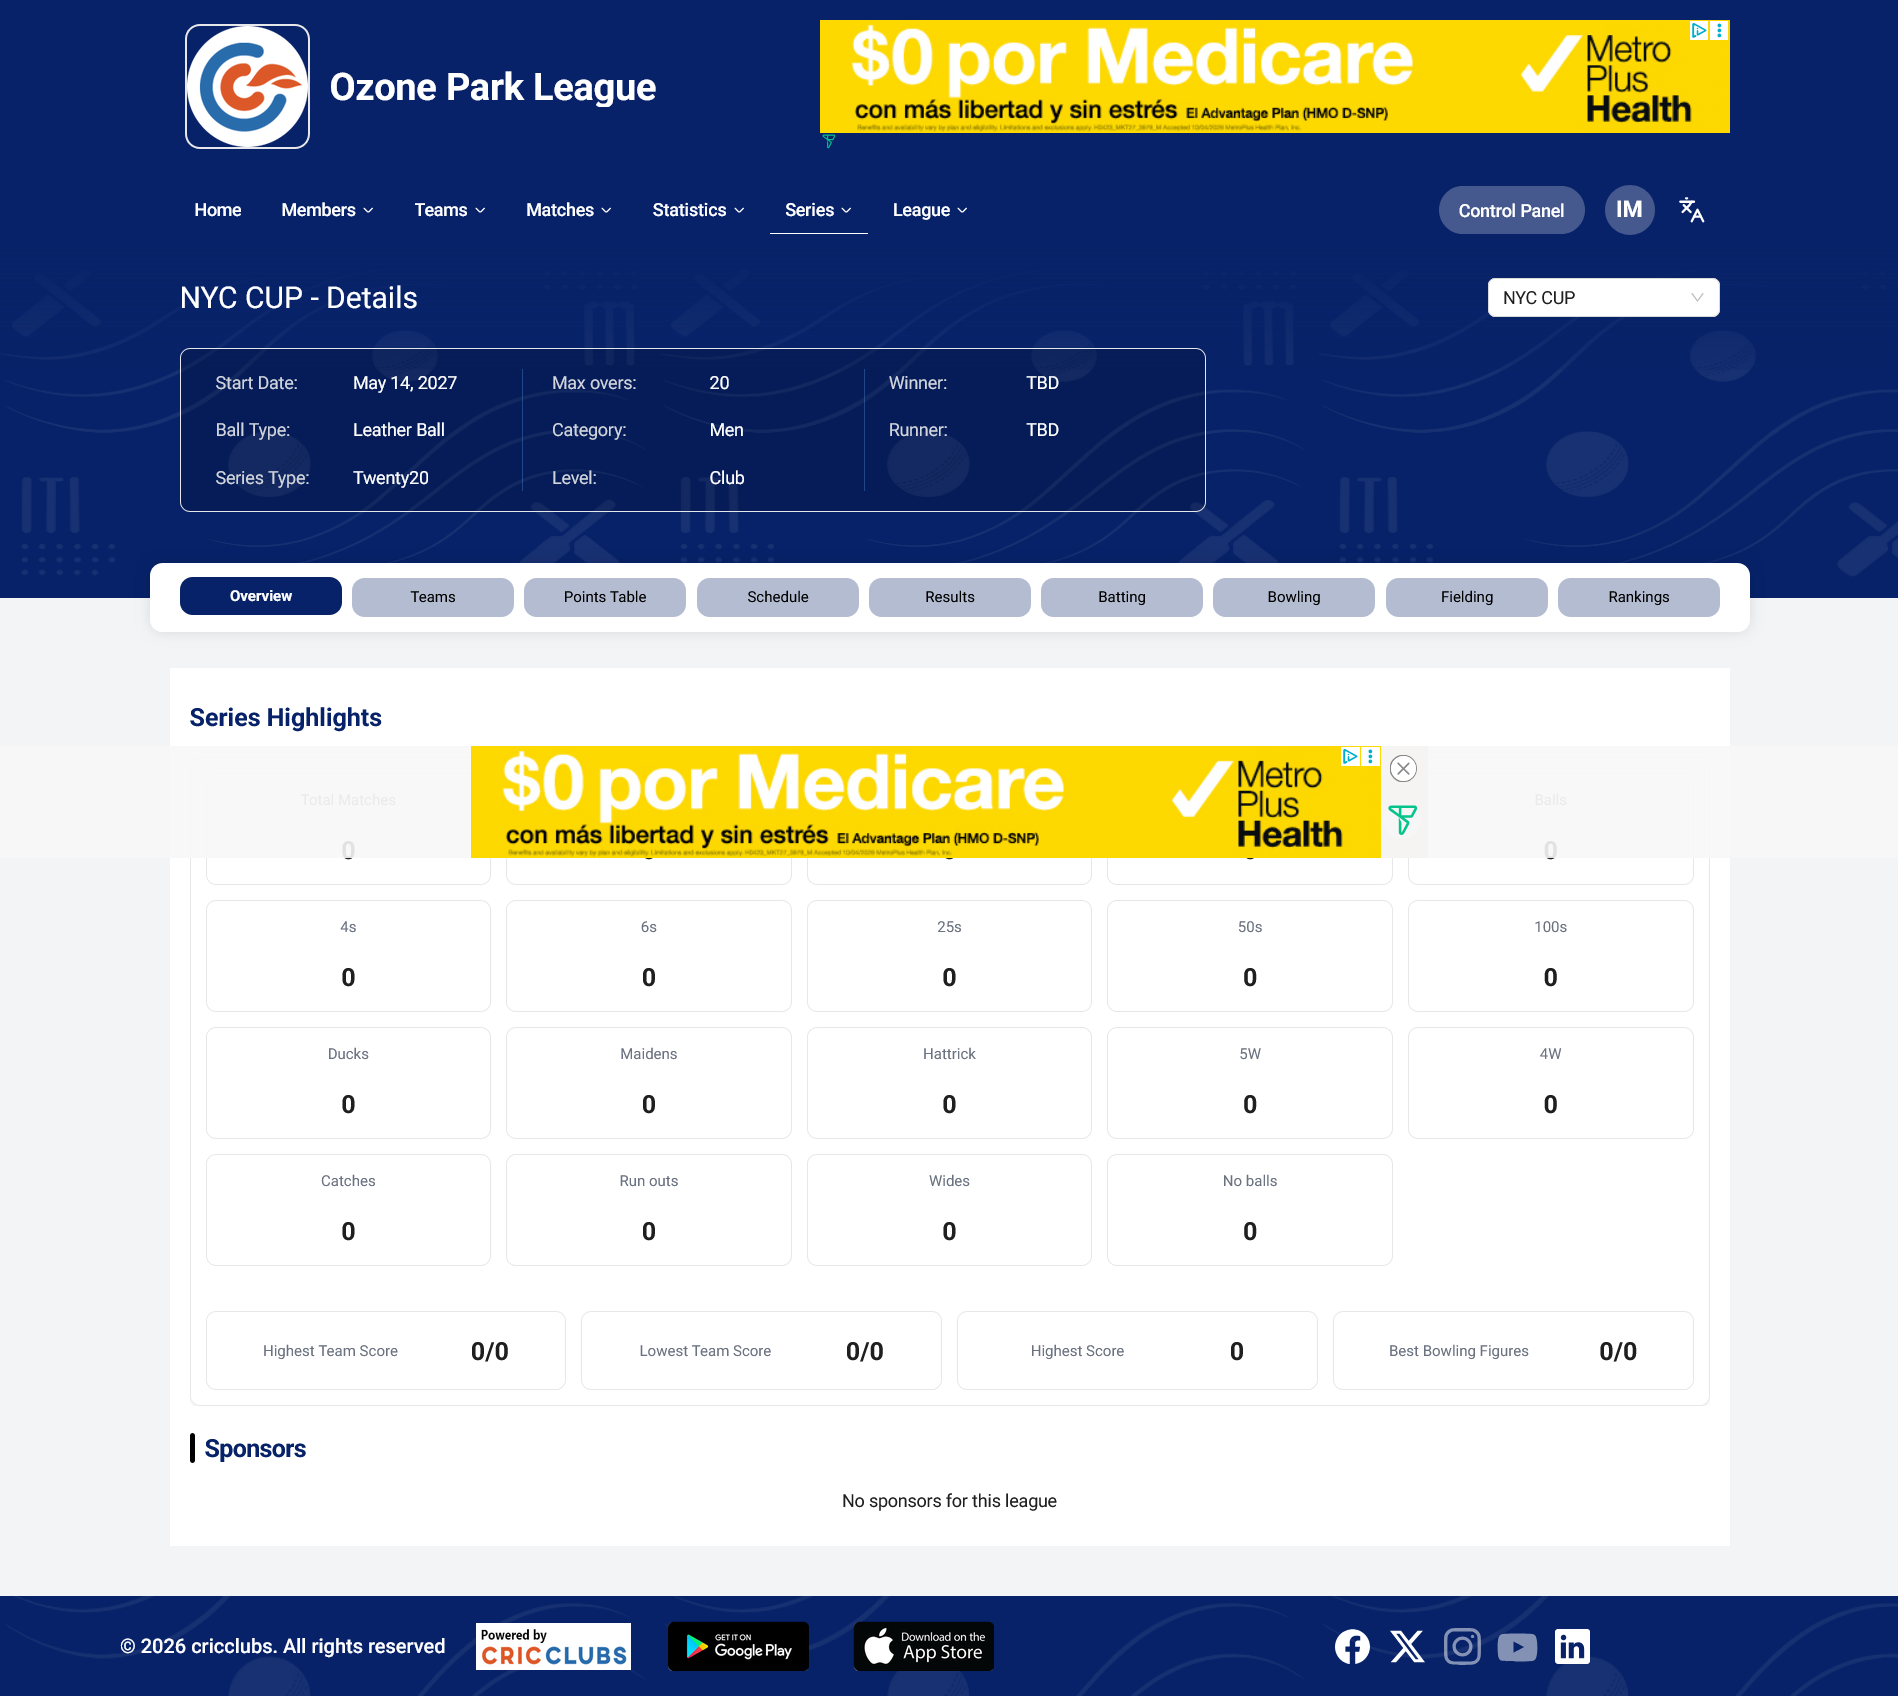 Ozone Park League
$0 por Medicare
con más libertad y sin estrés El Advantage Plan (HMO D-SNP)
Metro
Plus
Health
Home
Members
Teams
Matches
Statistics
Series
League
Control Panel
IM
NYC CUP - Details
NYC CUP
Start Date: May 14, 2027
Max overs: 20
Winner: TBD
Ball Type: Leather Ball
Category: Men
Runner: TBD
Series Type: Twenty20
Level: Club
Overview
Teams
Points Table
Schedule
Results
Batting
Bowling
Fielding
Rankings
Series Highlights
Total Matches
0
$0 por Medicare
con más libertad y sin estrés El Advantage Plan (HMO D-SNP)
Metro
Plus
Health
Balls
0
4s
0
6s
0
25s
0
50s
0
100s
0
Ducks
0
Maidens
0
Hattrick
0
5W
0
4W
0
Catches
0
Run outs
0
Wides
0
No balls
0
Highest Team Score 0/0
Lowest Team Score 0/0
Highest Score 0
Best Bowling Figures 0/0
Sponsors
No sponsors for this league
© 2026 cricclubs. All rights reserved
Powered by
CRICCLUBS
GET IT ON
Google Play
Download on the
App Store